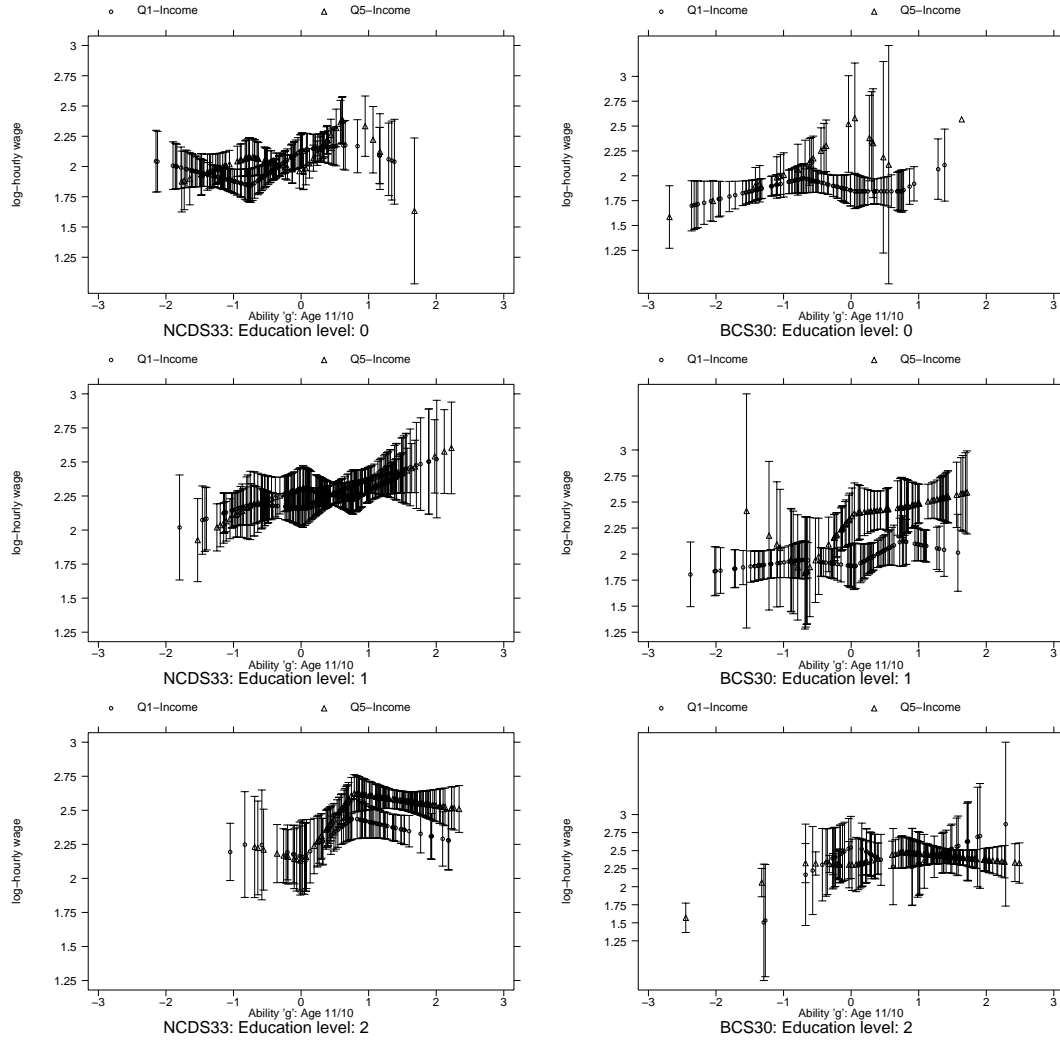 Q1−Income Q5−Income
3
2.75
2.5
2.25
2
1.75
1.5
1.25
log−hourly wage
−3 −2 −1 0 1 2 3
Ability 'g': Age 11/10
NCDS33: Education level: 0
Q1−Income Q5−Income
3
2.75
2.5
2.25
2
1.75
1.5
1.25
log−hourly wage
−3 −2 −1 0 1 2 3
Ability 'g': Age 11/10
BCS30: Education level: 0
Q1−Income Q5−Income
3
2.75
2.5
2.25
2
1.75
1.5
1.25
log−hourly wage
−3 −2 −1 0 1 2 3
Ability 'g': Age 11/10
NCDS33: Education level: 1
Q1−Income Q5−Income
3
2.75
2.5
2.25
2
1.75
1.5
1.25
log−hourly wage
−3 −2 −1 0 1 2 3
Ability 'g': Age 11/10
BCS30: Education level: 1
Q1−Income Q5−Income
3
2.75
2.5
2.25
2
1.75
1.5
1.25
log−hourly wage
−3 −2 −1 0 1 2 3
Ability 'g': Age 11/10
NCDS33: Education level: 2
Q1−Income Q5−Income
3
2.75
2.5
2.25
2
1.75
1.5
1.25
log−hourly wage
−3 −2 −1 0 1 2 3
Ability 'g': Age 11/10
BCS30: Education level: 2